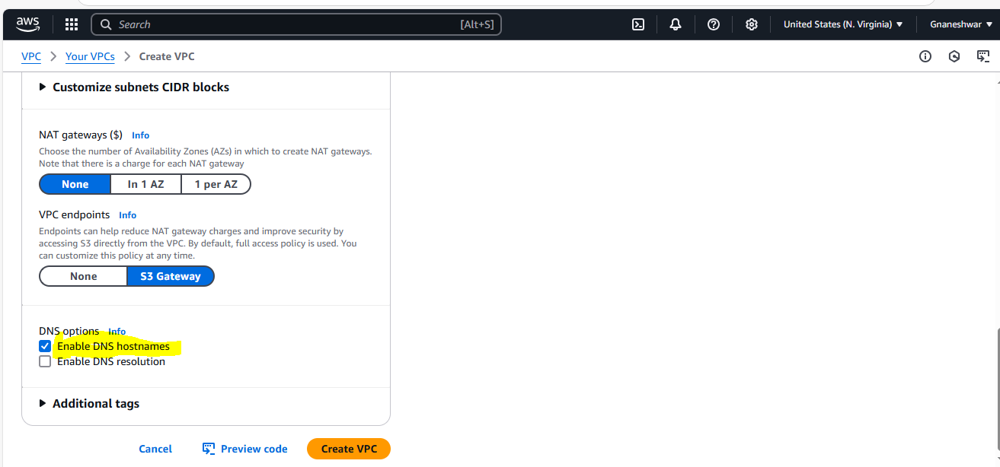 aws
Search [Alt+S]
United States (N. Virginia) ▼ Gnaneshwar ▼
VPC > Your VPCs > Create VPC
▶ Customize subnets CIDR blocks
NAT gateways ($) Info
Choose the number of Availability Zones (AZs) in which to create NAT gateways.
Note that there is a charge for each NAT gateway
None In 1 AZ 1 per AZ
VPC endpoints Info
Endpoints can help reduce NAT gateway charges and improve security by
accessing S3 directly from the VPC. By default, full access policy is used. You
can customize this policy at any time.
None S3 Gateway
DNS options Info
Enable DNS hostnames
Enable DNS resolution
▶ Additional tags
Cancel Preview code Create VPC